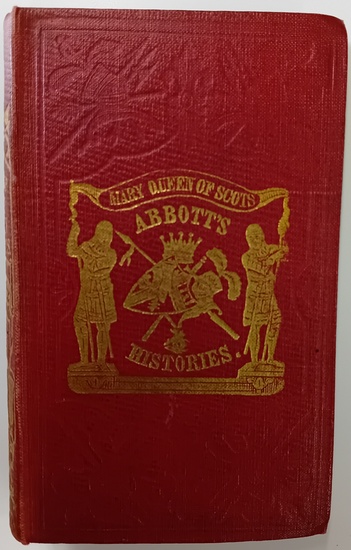 MARY QUEEN OF SCOTS
ABBOTT'S
HISTORIES.